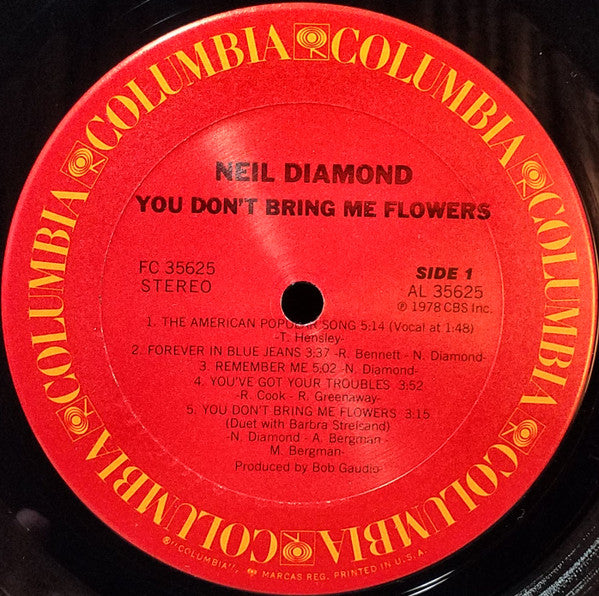 COLUMBIA COLUMBIA COLUMBIA COLUMBIA COLUMBIA COLUMBIA
NEIL DIAMOND
YOU DON'T BRING ME FLOWERS
FC 35625
STEREO
SIDE 1
AL 35625
℗ 1978 CBS Inc.
1. THE AMERICAN POPULAR SONG 5:14 (Vocal at 1:48)
-T. Hensley-
2. FOREVER IN BLUE JEANS 3:37 -R. Bennett - N. Diamond-
3. REMEMBER ME 5:02 -N. Diamond-
4. YOU'VE GOT YOUR TROUBLES 3:52
-R. Cook - R. Greenaway-
5. YOU DON'T BRING ME FLOWERS 3:15
(Duet with Barbra Streisand)
-N. Diamond - A. Bergman -
M. Bergman-
Produced by Bob Gaudio
"COLUMBIA", MARCAS REG. PRINTED IN U.S.A.